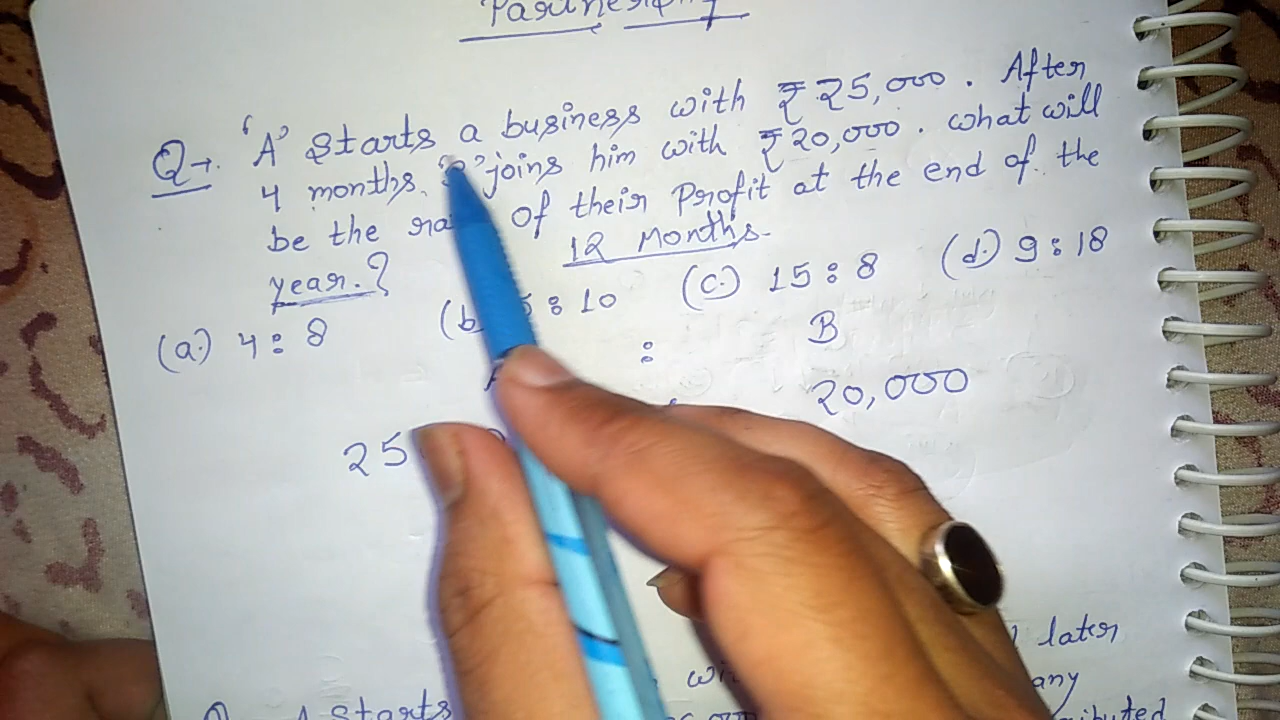 Partnership
Q→. 'A' Starts a business with ₹25,000. After
4 months, joins him with ₹20,000. what will
be the of their Profit at the end of the
year.? 12 Months.
(a.) 4:8 (b :10 (c.) 15:8 (d.) 9:18
: B
25 20,000
later
any
A Starts